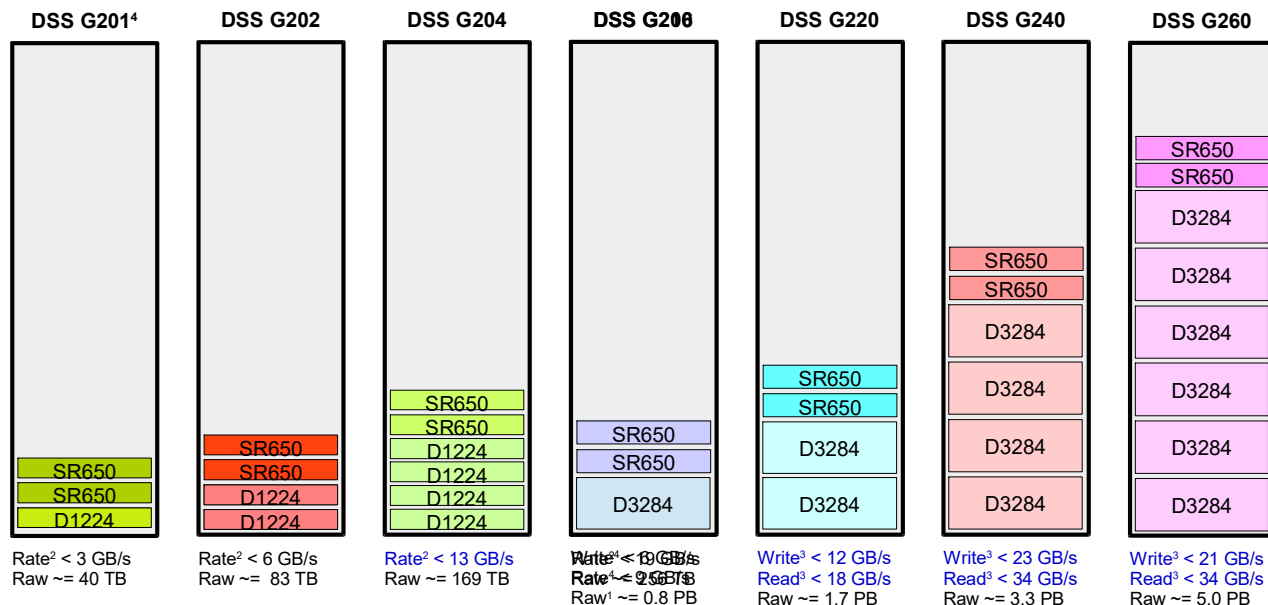 DSS G201⁴
SR650
SR650
D1224
Rate² < 3 GB/s
Raw ~= 40 TB
DSS G202
SR650
SR650
D1224
D1224
Rate² < 6 GB/s
Raw ~= 83 TB
DSS G204
SR650
SR650
D1224
D1224
D1224
D1224
Rate² < 13 GB/s
Raw ~= 169 TB
DSS
SR650
SR650
D3284
Raw¹ ~= 0.8 PB
DSS G220
SR650
SR650
D3284
D3284
Write³ < 12 GB/s
Read³ < 18 GB/s
Raw ~= 1.7 PB
DSS G240
SR650
SR650
D3284
D3284
D3284
D3284
Write³ < 23 GB/s
Read³ < 34 GB/s
Raw ~= 3.3 PB
DSS G260
SR650
SR650
D3284
D3284
D3284
D3284
D3284
D3284
Write³ < 21 GB/s
Read³ < 34 GB/s
Raw ~= 5.0 PB